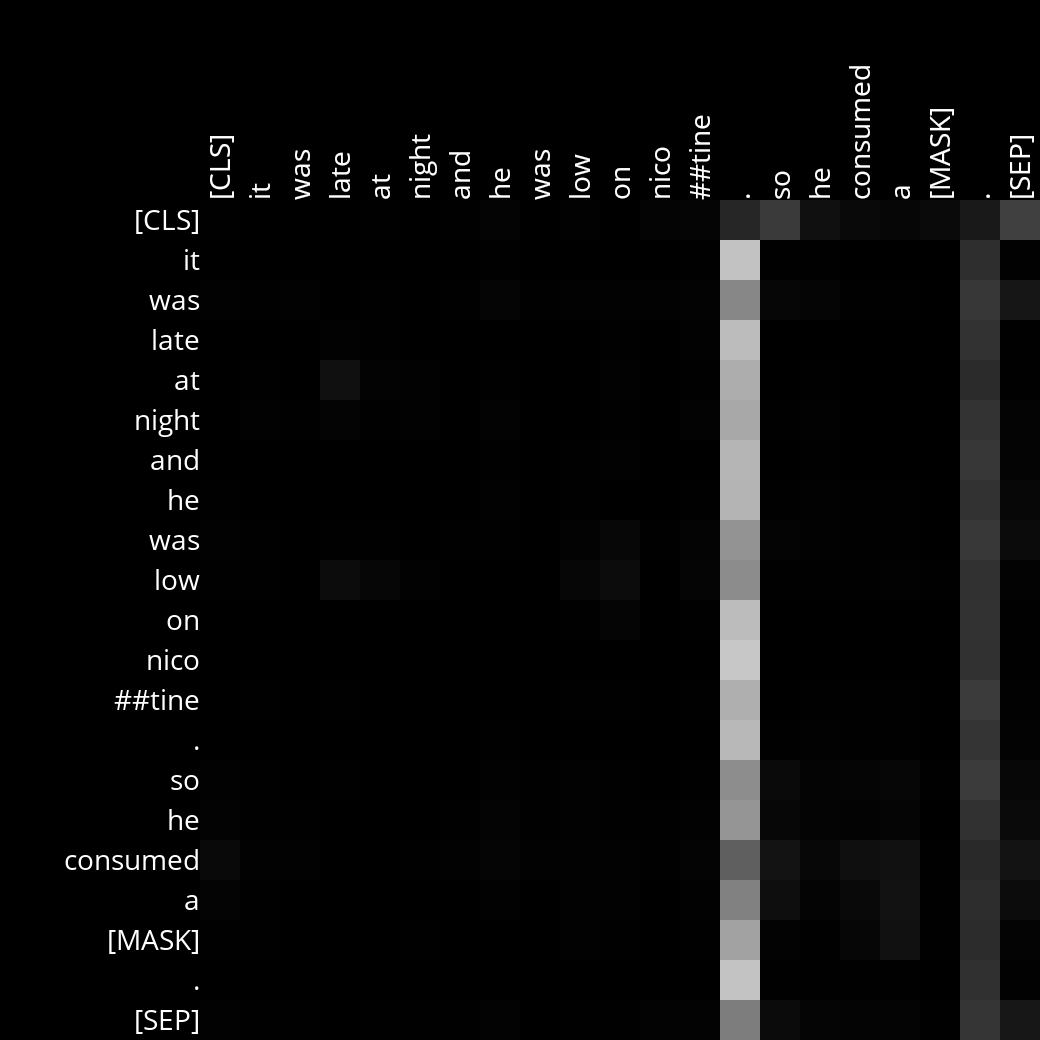 [CLS]
it
was
late
at
night
and
he
was
low
on
nico
##tine
.
so
he
consumed
a
[MASK]
.
[SEP]
[CLS]
it
was
late
at
night
and
he
was
low
on
nico
##tine
.
so
he
consumed
a
[MASK]
.
[SEP]